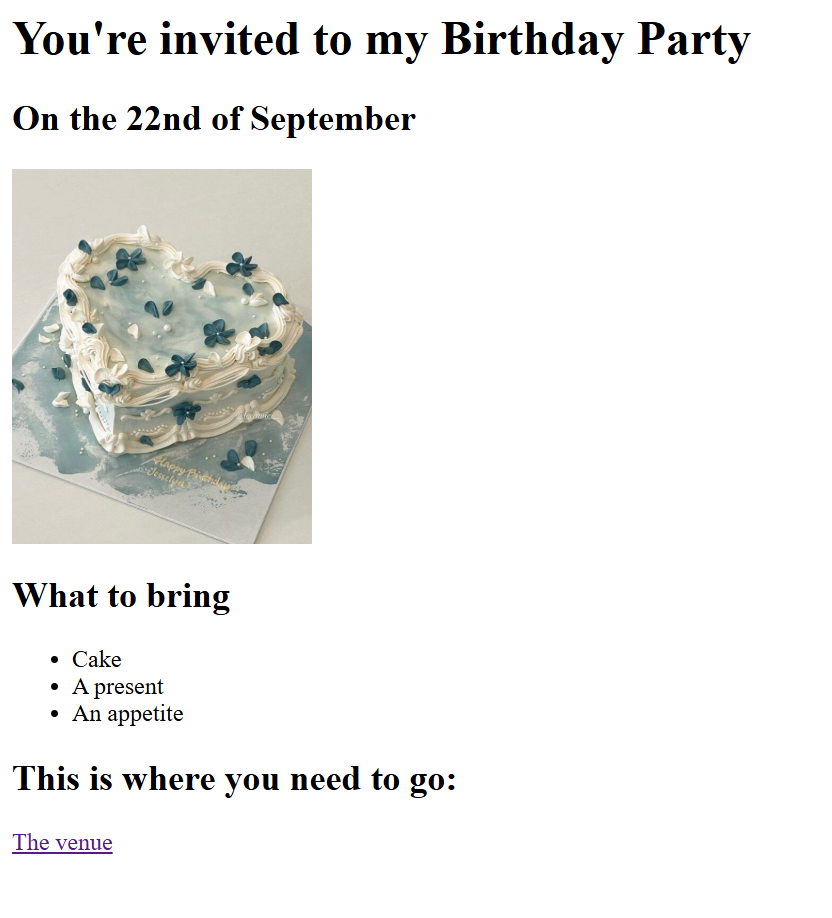 You're invited to my Birthday Party
On the 22nd of September
Happy Birthday
What to bring
Cake
A present
An appetite
This is where you need to go:
The venue